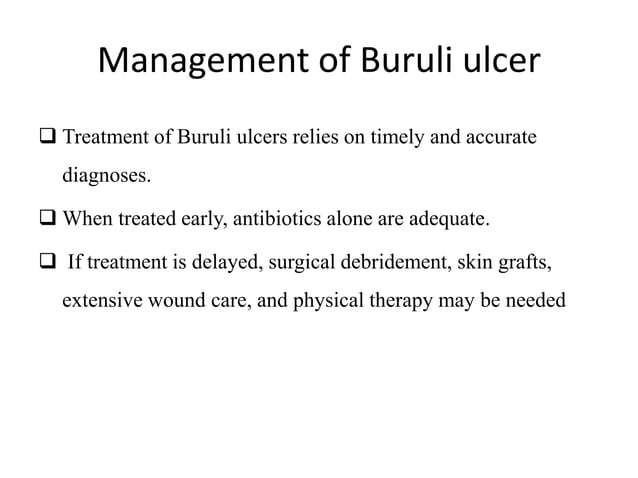 Management of Buruli ulcer
❑ Treatment of Buruli ulcers relies on timely and accurate
diagnoses.
❑ When treated early, antibiotics alone are adequate.
❑ If treatment is delayed, surgical debridement, skin grafts,
extensive wound care, and physical therapy may be needed